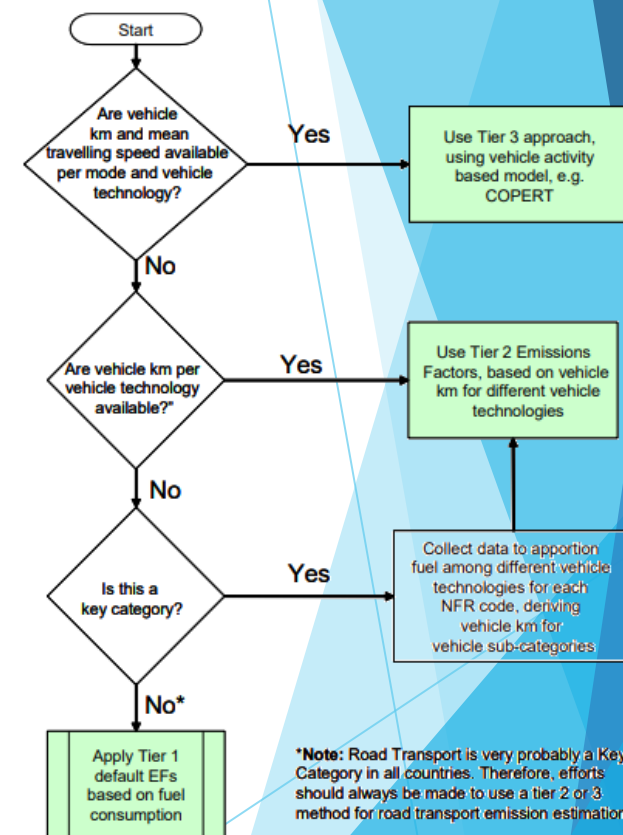 Start
Are vehicle
km and mean
travelling speed available
per mode and vehicle
technology?
Yes
Use Tier 3 approach,
using vehicle activity
based model, e.g.
COPERT
No
Are vehicle km per
vehicle technology
available?"
Yes
Use Tier 2 Emissions
Factors, based on vehicle
km for different vehicle
technologies
No
Is this a
key category?
Yes
Collect data to apportion
fuel among different vehicle
technologies for each
NFR code, deriving
vehicle km for
vehicle sub-categories
No*
Apply Tier 1
default EFs
based on fuel
consumption
*Note: Road Transport is very probably a Key
Category in all countries. Therefore, efforts
should always be made to use a tier 2 or 3
method for road transport emission estimation